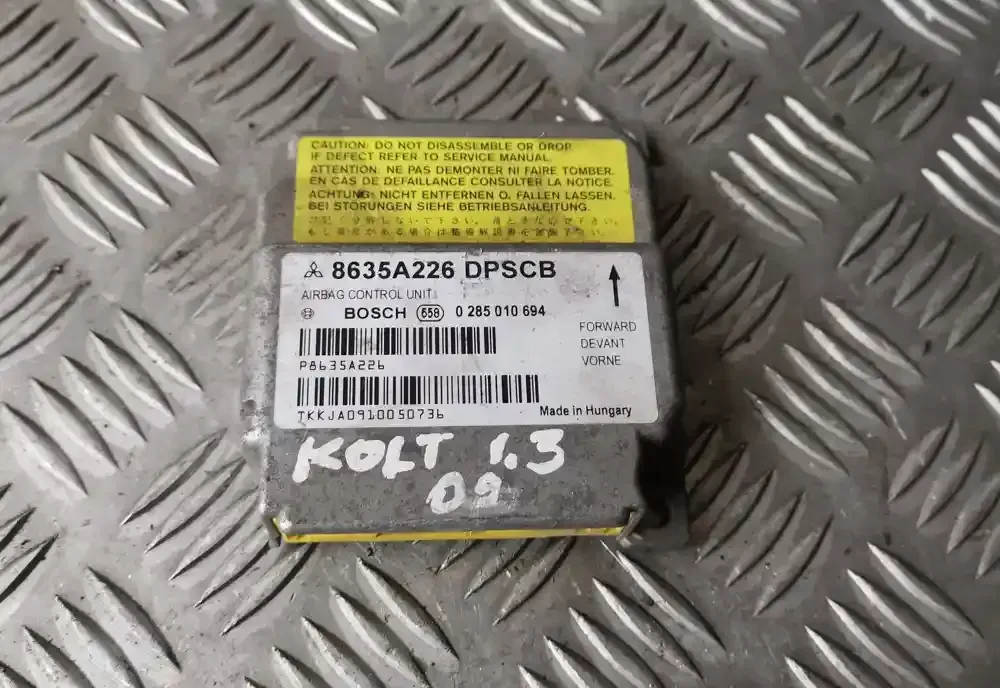 CAUTION: DO NOT DISASSEMBLE OR DROP.
IF DEFECT REFER TO SERVICE MANUAL.
ATTENTION: NE PAS DEMONTER NI FAIRE TOMBER.
EN CAS DE DEFAILLANCE CONSULTER LA NOTICE.
ACHTUNG: NICHT ENTFERNEN O. FALLEN LASSEN.
BEI STORUNGEN SIEHE BETRIEBSANLEITUNG.
8635A226 DPSCB
AIRBAG CONTROL UNIT
BOSCH 658 0 285 010 694
FORWARD
DEVANT
VORNE
P8635A226
TKKJA0910050736
Made in Hungary
KOLT 1.3
09